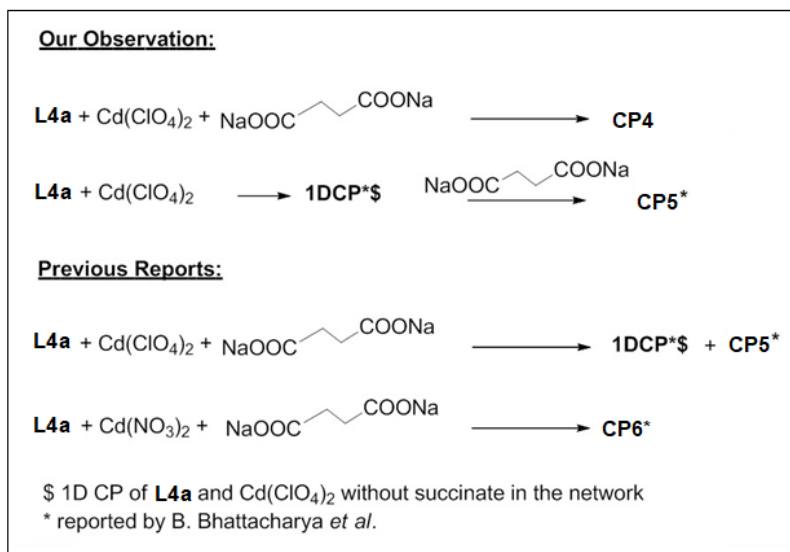 Our Observation:
L4a + Cd(ClO4)2 + NaOOC COONa CP4
L4a + Cd(ClO4)2 1DCP*$ NaOOC COONa CP5*
Previous Reports:
L4a + Cd(ClO4)2 + NaOOC COONa 1DCP*$ + CP5*
L4a + Cd(NO3)2 + NaOOC COONa CP6*
$ 1D CP of L4a and Cd(ClO4)2 without succinate in the network
* reported by B. Bhattacharya et al.